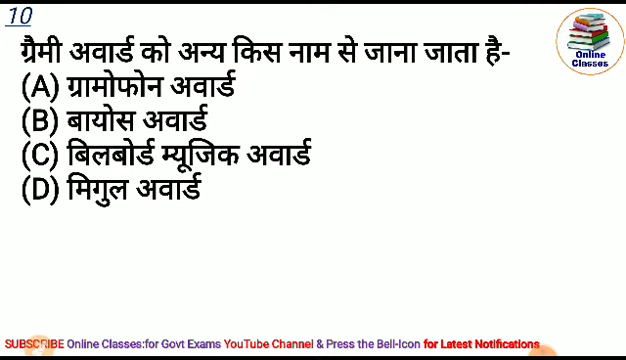 10
ग्रैमी अवार्ड को अन्य किस नाम से जाना जाता है-
(A) ग्रामोफोन अवार्ड
(B) बायोस अवार्ड
(C) बिलबोर्ड म्यूजिक अवार्ड
(D) मिगुल अवार्ड
Online
Classes
SUBSCRIBE Online Classes:for Govt Exams YouTube Channel & Press the Bell-Icon for Latest Notifications